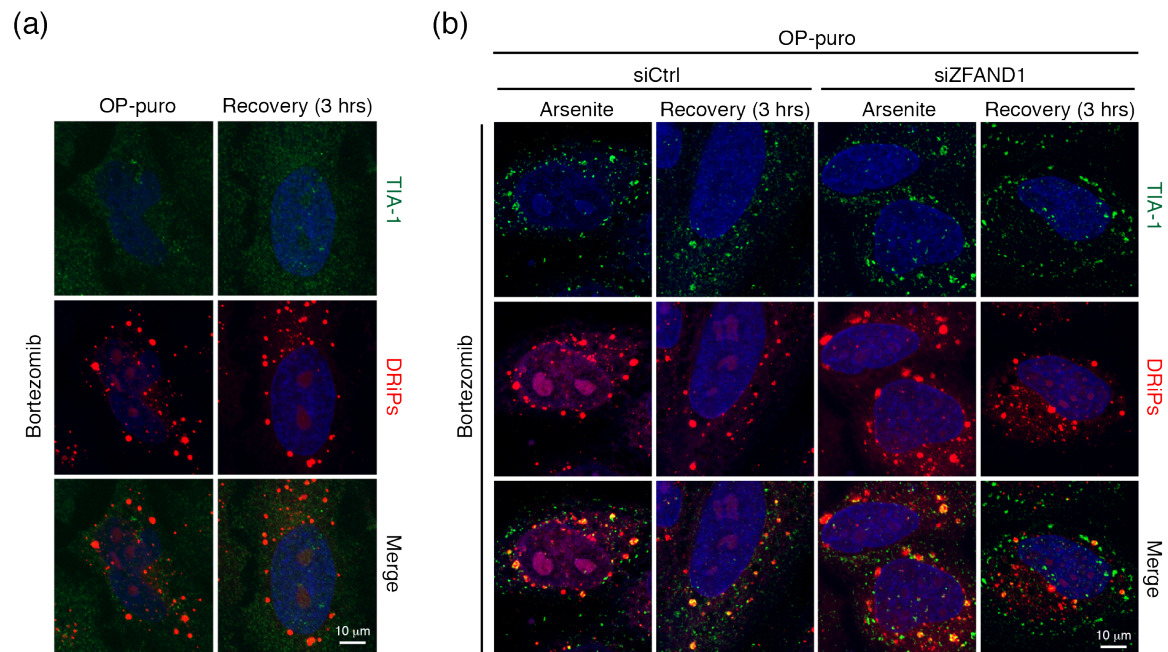 (a)
OP-puro
Recovery (3 hrs)
Bortezomib
TIA-1
DRiPs
Merge
10 μm
(b)
OP-puro
siCtrl
siZFAND1
Arsenite
Recovery (3 hrs)
Arsenite
Recovery (3 hrs)
Bortezomib
TIA-1
DRiPs
Merge
10 μm